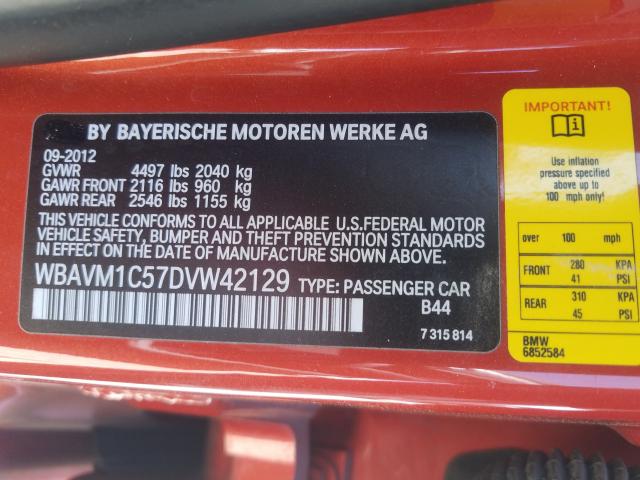 BY BAYERISCHE MOTOREN WERKE AG
09-2012
GVWR 4497 lbs 2040 kg
GAWR FRONT 2116 lbs 960 kg
GAWR REAR 2546 lbs 1155 kg
THIS VEHICLE CONFORMS TO ALL APPLICABLE U.S.FEDERAL MOTOR
VEHICLE SAFETY, BUMPER AND THEFT PREVENTION STANDARDS
IN EFFECT ON THE DATE OF MANUFACTURE SHOWN ABOVE.
WBAVM1C57DVW42129 TYPE: PASSENGER CAR
B44
7 315 814
IMPORTANT!
Use inflation
pressure specified
above, at up to
100 mph only!
over 100 mph
FRONT 280 KPA
41 PSI
REAR 310 KPA
45 PSI
BMW
6852584